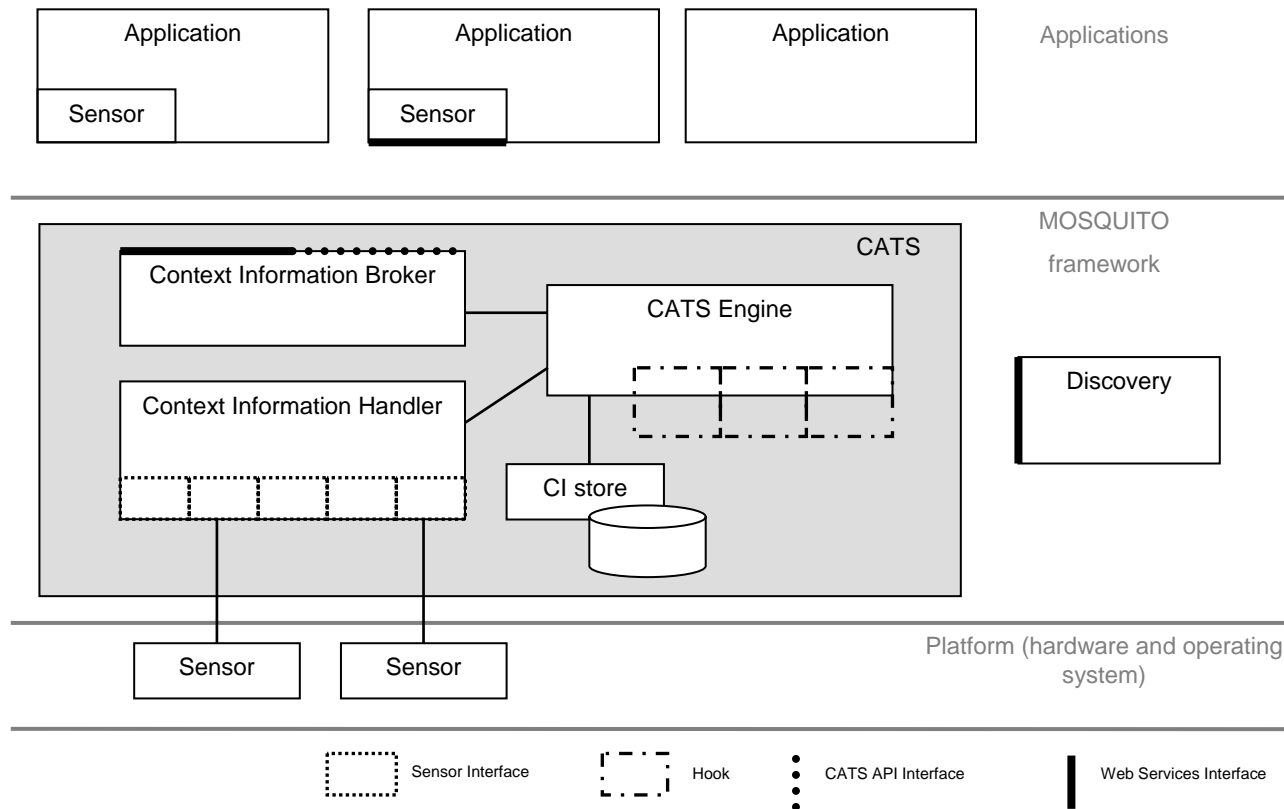 Application
Application
Application
Applications
Sensor
Sensor
MOSQUITO
framework
CATS
Context Information Broker
CATS Engine
Discovery
Context Information Handler
CI store
Sensor
Sensor
Platform (hardware and operating
system)
Sensor Interface
Hook
CATS API Interface
Web Services Interface